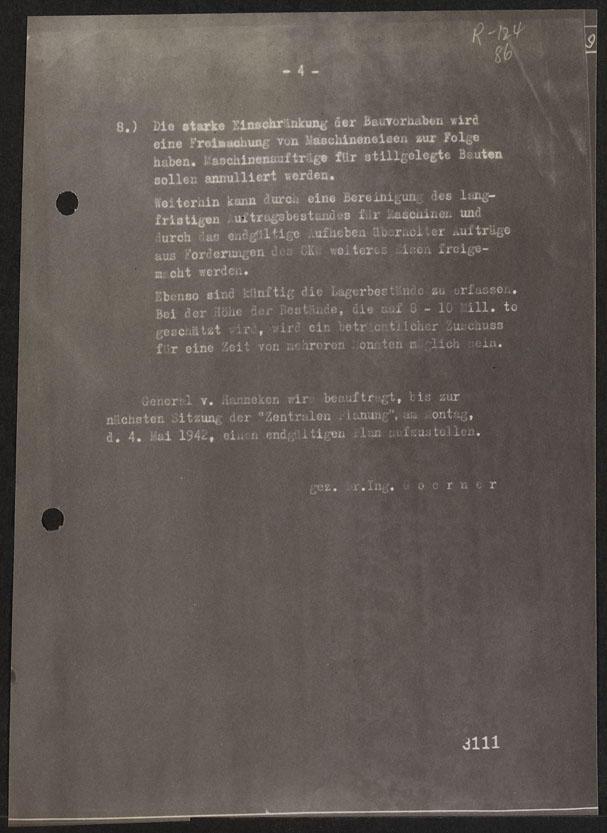 R-124
86
9
- 4 -
8.) Die starke Einschränkung der Bauvorhaben wird
eine Freimachung von Maschineneisen zur Folge
haben. Maschinenaufträge für stillgelegte Bauten
sollen annulliert werden.
Weiterhin kann durch eine Bereinigung des lang-
fristigen Auftragsbestandes für Maschinen und
durch das endgültige Aufheben überholter Aufträge
aus Forderungen des OKW weiteres Eisen freige-
macht werden.
Ebenso sind künftig die Lagerbestände zu erfassen.
Bei der Höhe der Bestände, die auf 8 - 10 Mill. to
geschätzt wird, wird ein beträchtlicher Zuschuss
für eine Zeit von mehreren Monaten möglich sein.
General v. Hanneken wird beauftragt, bis zur
nächsten Sitzung der "Zentralen Planung", am Montag,
d. 4. Mai 1942, einen endgültigen Plan aufzustellen.
gez. Dr.Ing. G o e r n e r
3111